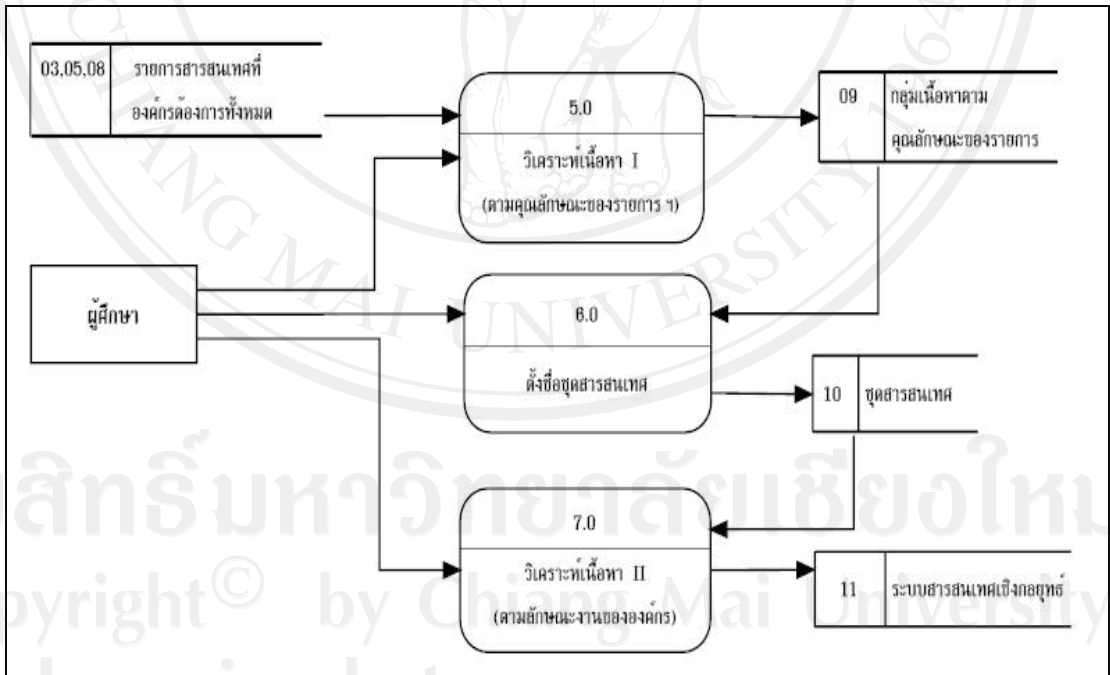 03,05,08 รายการสารสนเทศที่
องค์กรต้องการทั้งหมด
5.0
วิเคราะห์เนื้อหา I
(ตามคุณลักษณะของรายการ ฯ)
09 กลุ่มเนื้อหาตาม
คุณลักษณะของรายการ
ผู้ศึกษา
6.0
ตั้งชื่อชุดสารสนเทศ
10 ชุดสารสนเทศ
7.0
วิเคราะห์เนื้อหา II
(ตามลักษณะงานขององค์กร)
11 ระบบสารสนเทศเชิงกลยุทธ์
CHIANG MAI UNIVERSITY 1964
สิทธิ์มหาวิทยาลัยเชียงใหม่
pyright© by Chiang Mai University